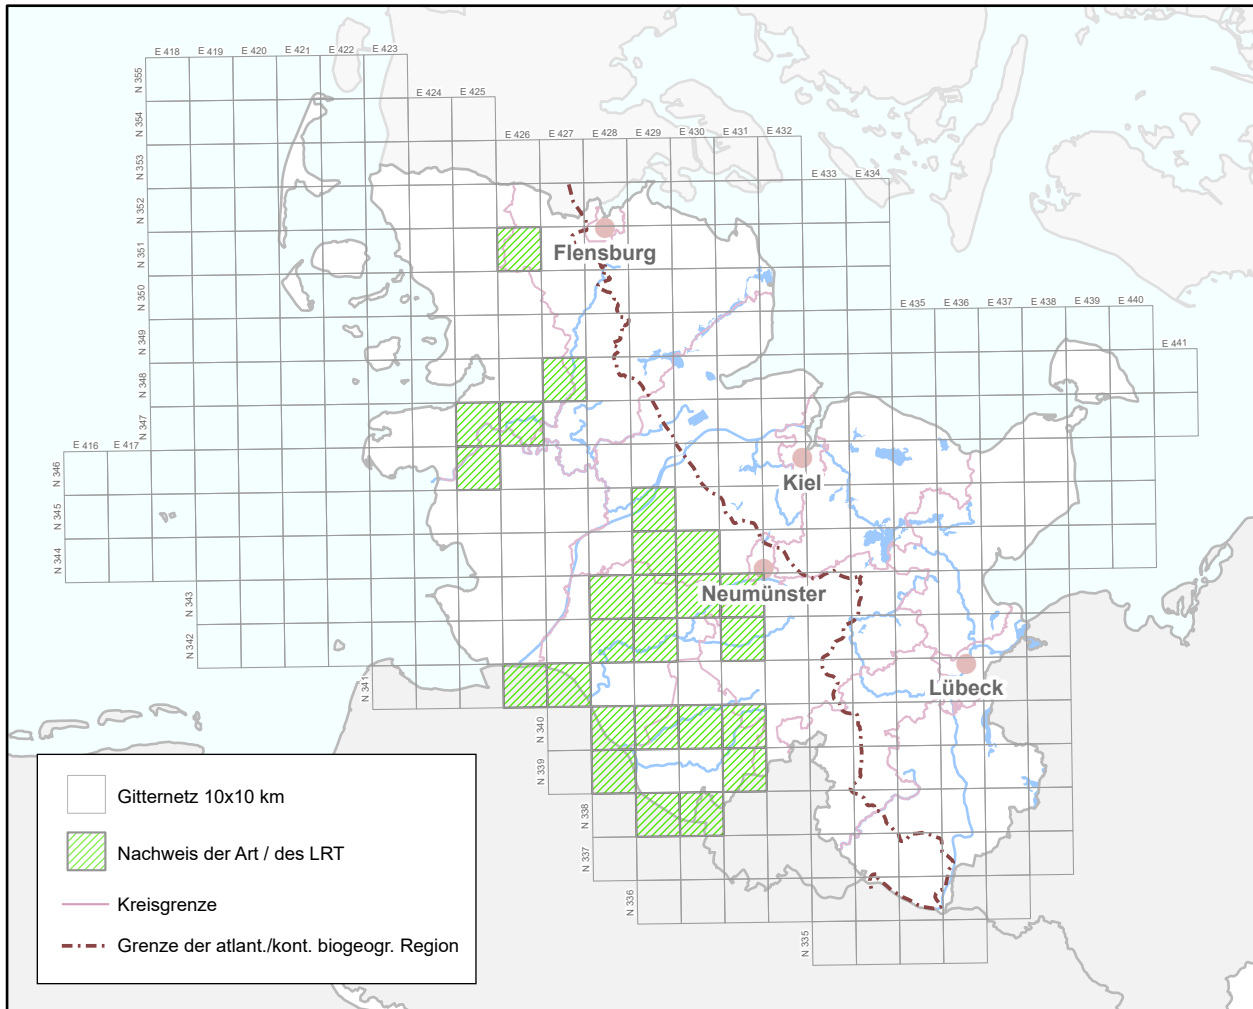 E 418
E 419
E 420
E 421
E 422
E 423
E 424
E 425
E 426
E 427
E 428
E 429
E 430
E 431
E 432
E 433
E 434
E 435
E 436
E 437
E 438
E 439
E 440
E 441
E 416
E 417
N 355
N 354
N 353
N 352
N 351
N 350
N 349
N 348
N 347
N 346
N 345
N 344
N 343
N 342
N 341
N 340
N 339
N 338
N 337
N 336
N 335
Flensburg
Kiel
Neumünster
Lübeck
Gitternetz 10x10 km
Nachweis der Art / des LRT
Kreisgrenze
Grenze der atlant./kont. biogeogr. Region